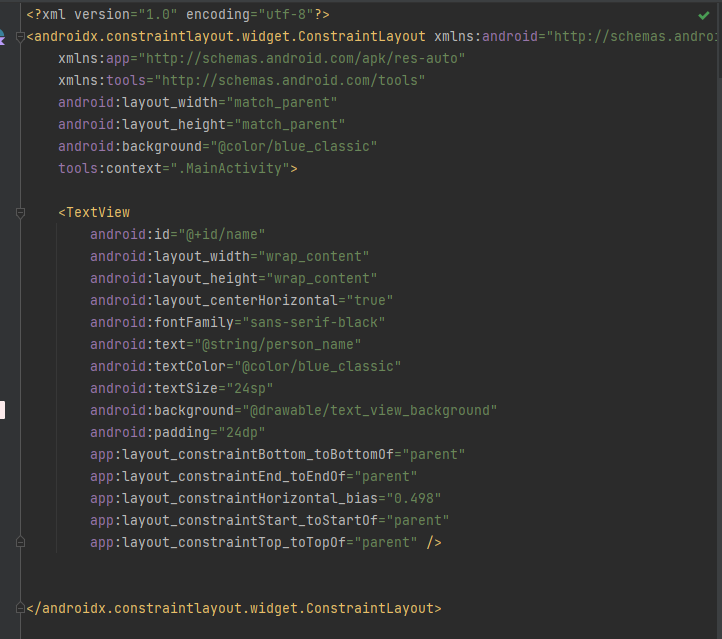 <?xml version="1.0" encoding="utf-8"?>
<androidx.constraintlayout.widget.ConstraintLayout xmlns:android="http://schemas.andro
xmlns:app="http://schemas.android.com/apk/res-auto"
xmlns:tools="http://schemas.android.com/tools"
android:layout_width="match_parent"
android:layout_height="match_parent"
android:background="@color/blue_classic"
tools:context=".MainActivity">
<TextView
android:id="@+id/name"
android:layout_width="wrap_content"
android:layout_height="wrap_content"
android:layout_centerHorizontal="true"
android:fontFamily="sans-serif-black"
android:text="@string/person_name"
android:textColor="@color/blue_classic"
android:textSize="24sp"
android:background="@drawable/text_view_background"
android:padding="24dp"
app:layout_constraintBottom_toBottomOf="parent"
app:layout_constraintEnd_toEndOf="parent"
app:layout_constraintHorizontal_bias="0.498"
app:layout_constraintStart_toStartOf="parent"
app:layout_constraintTop_toTopOf="parent" />
</androidx.constraintlayout.widget.ConstraintLayout>